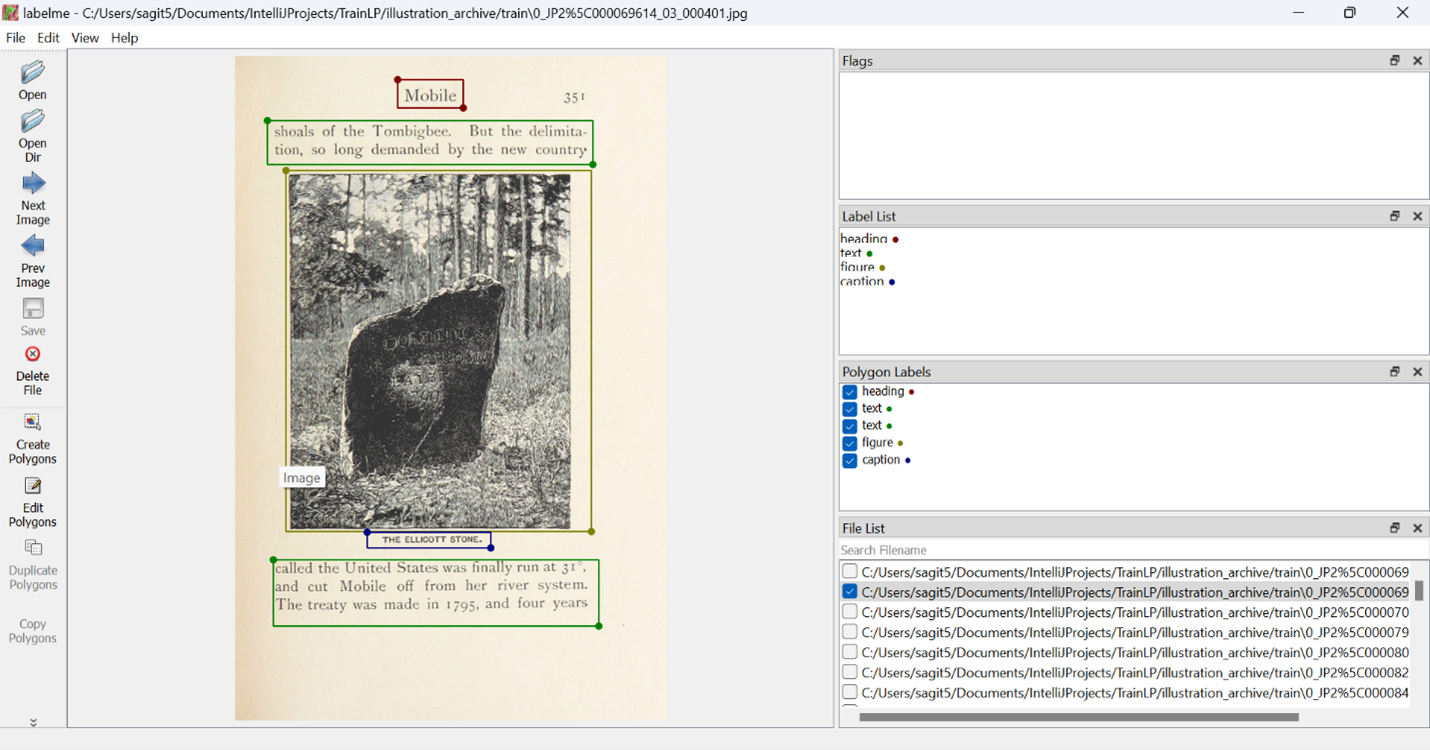 labelme - C:/Users/sagit5/Documents/IntelliJProjects/TrainLP/illustration_archive/train\0_JP2%5C000069614_03_000401.jpg
File Edit View Help
Open
Open
Dir
Next
Image
Prev
Image
Save
Delete
File
Create
Polygons
Edit
Polygons
Duplicate
Polygons
Copy
Polygons
Mobile 351
shoals of the Tombigbee. But the delimita-
tion, so long demanded by the new country
Image
THE ELLICOTT STONE.
called the United States was finally run at 31°,
and cut Mobile off from her river system.
The treaty was made in 1795, and four years
Flags
Label List
heading
text
figure
caption
Polygon Labels
heading
text
text
figure
caption
File List
Search Filename
C:/Users/sagit5/Documents/IntelliJProjects/TrainLP/illustration_archive/train\0_JP2%5C000069
C:/Users/sagit5/Documents/IntelliJProjects/TrainLP/illustration_archive/train\0_JP2%5C000069
C:/Users/sagit5/Documents/IntelliJProjects/TrainLP/illustration_archive/train\0_JP2%5C000070
C:/Users/sagit5/Documents/IntelliJProjects/TrainLP/illustration_archive/train\0_JP2%5C000079
C:/Users/sagit5/Documents/IntelliJProjects/TrainLP/illustration_archive/train\0_JP2%5C000080
C:/Users/sagit5/Documents/IntelliJProjects/TrainLP/illustration_archive/train\0_JP2%5C000082
C:/Users/sagit5/Documents/IntelliJProjects/TrainLP/illustration_archive/train\0_JP2%5C000084